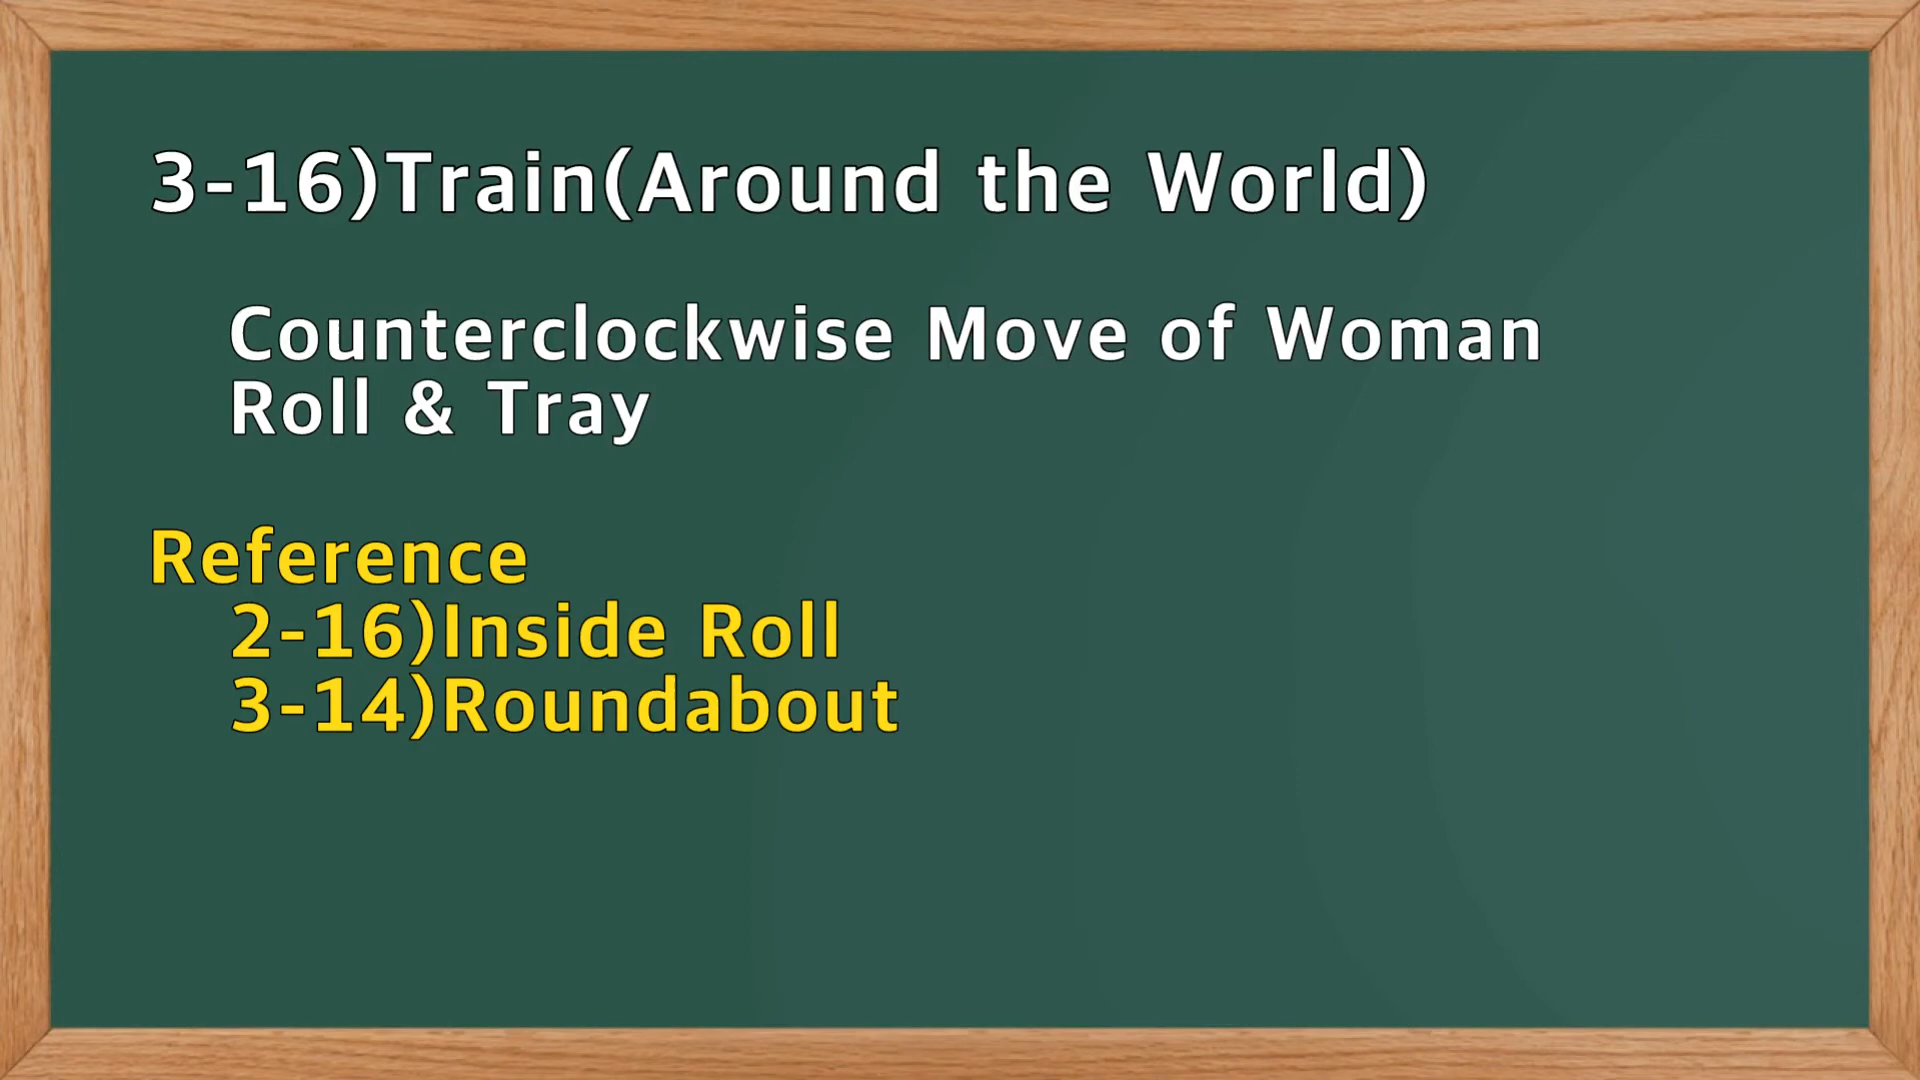 3-16)Train(Around the World)
Counterclockwise Move of Woman
Roll & Tray
Reference
2-16)Inside Roll
3-14)Roundabout